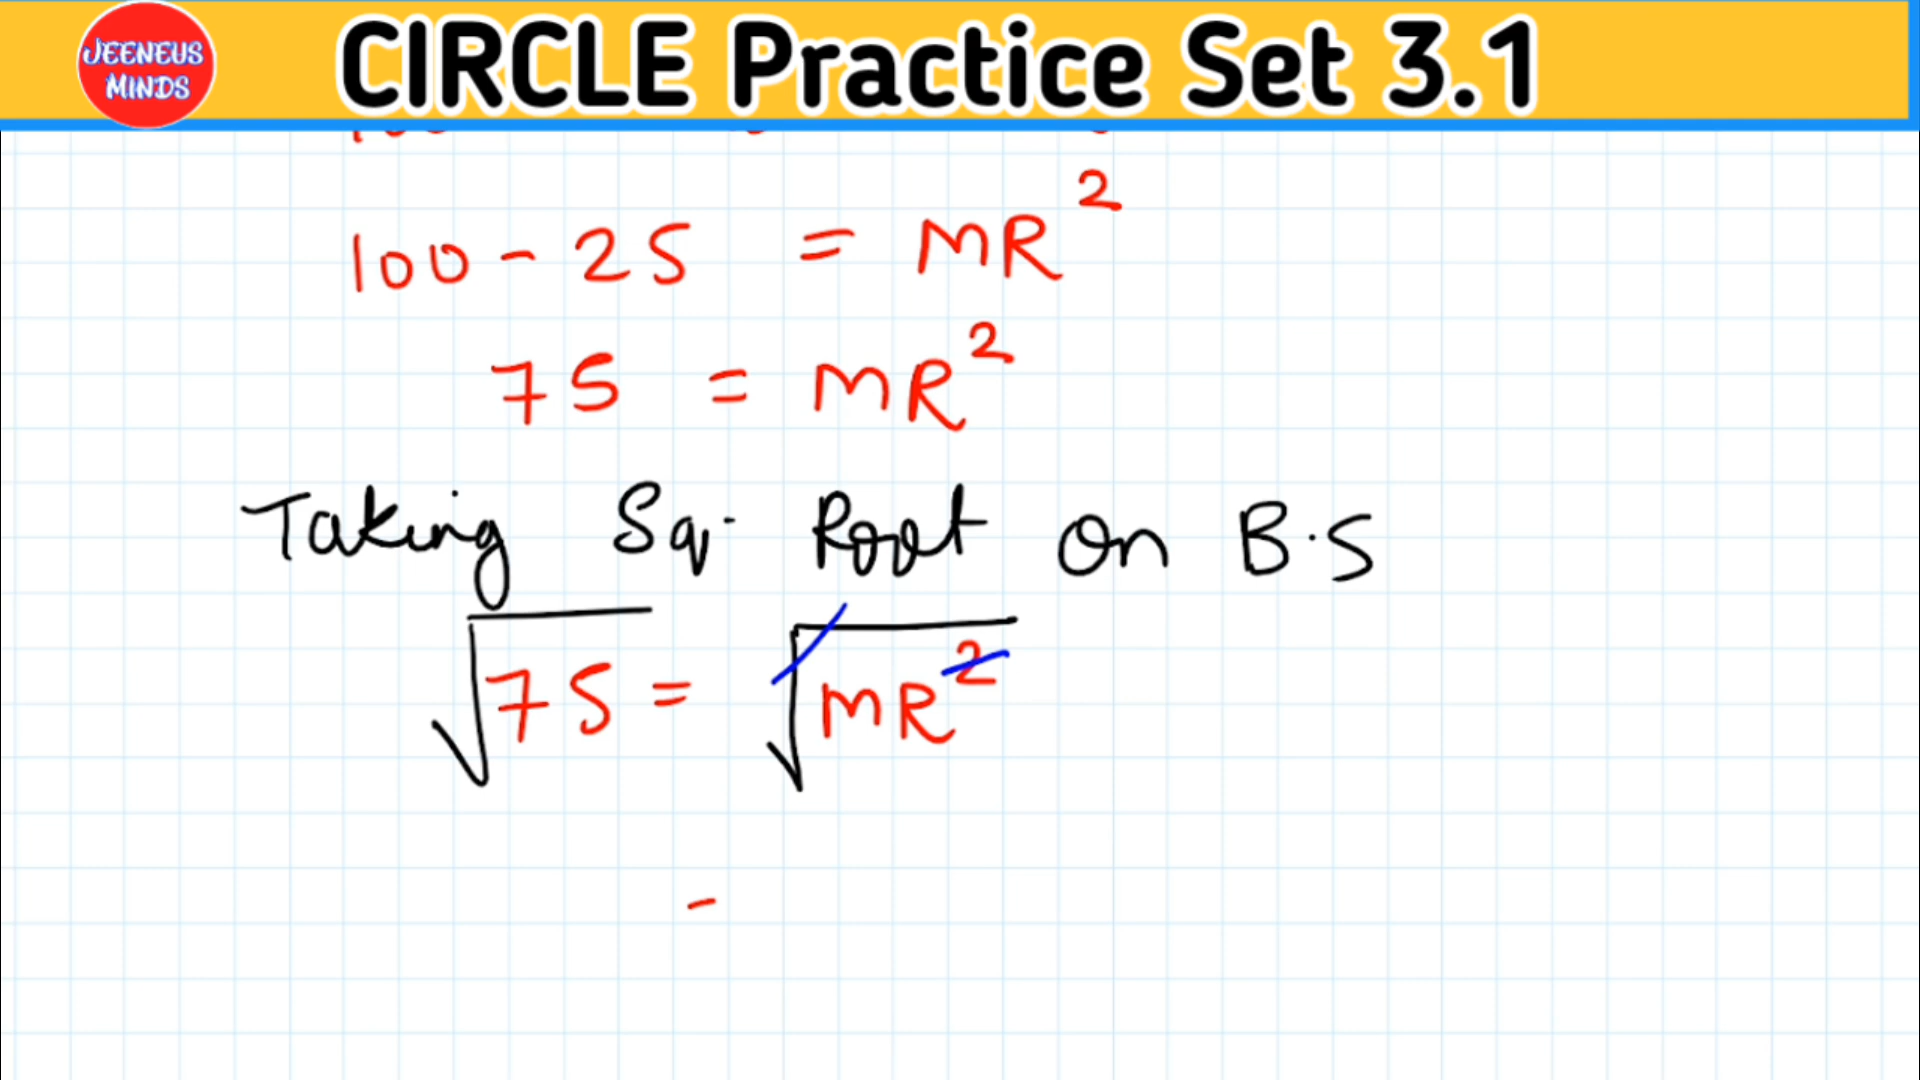 JEENEUS
MINDS
CIRCLE Practice Set 3.1
100 - 25 = MR²
75 = MR²
Taking Sq. Root on B.S
√75 = √MR²
-